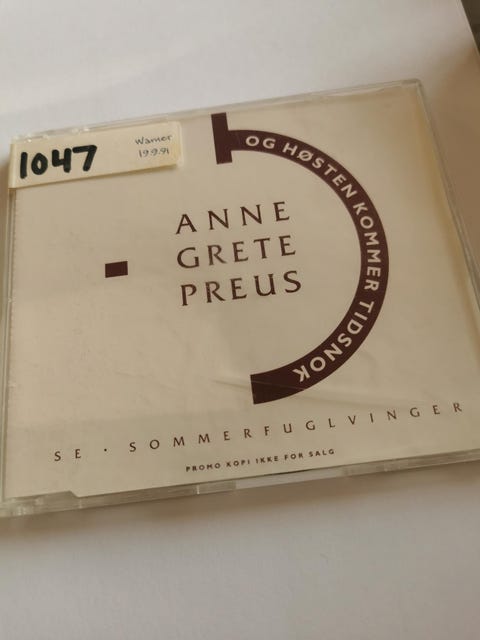 1047
Warner
19.9.91
OG HØSTEN KOMMER TIDSNOK
ANNE
GRETE
PREUS
SE · SOMMERFUGLVINGER
PROMO KOPI IKKE FOR SALG